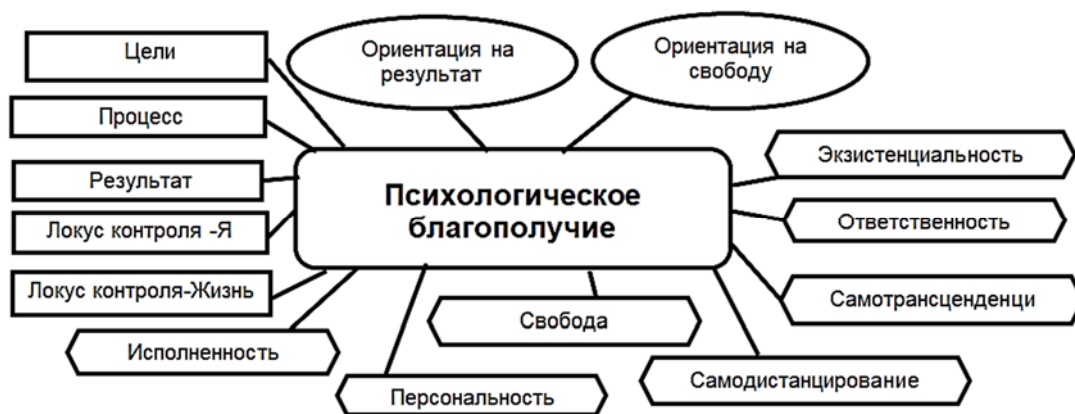 Цели
Ориентация на
результат
Ориентация на
свободу
Процесс
Результат
Локус контроля -Я
Локус контроля-Жизнь
Психологическое
благополучие
Экзистенциальность
Ответственность
Самотрансценденци
Исполненность
Свобода
Персональность
Самодистанцирование